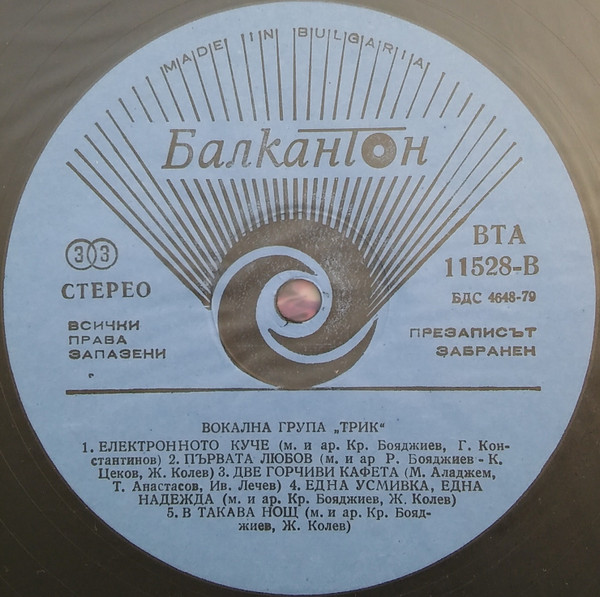 MADE IN BULGARIA
Балкантон
33
СТЕРЕО
ВТА
11528-В
БДС 4648-79
ВСИЧКИ
ПРАВА
ЗАПАЗЕНИ
ПРЕЗАПИСЪТ
ЗАБРАНЕН
ВОКАЛНА ГРУПА „ТРИК“
1. ЕЛЕКТРОННОТО КУЧЕ (м. и ар. Кр. Бояджиев, Г. Кон-
стантинов) 2. ПЪРВАТА ЛЮБОВ (м. и ар Р. Бояджиев - К.
Цеков, Ж. Колев) 3. ДВЕ ГОРЧИВИ КАФЕТА (М. Аладжем,
Т. Анастасов, Ив. Лечев) 4. ЕДНА УСМИВКА, ЕДНА
НАДЕЖДА (м. и ар. Кр. Бояджиев, Ж. Колев)
5. В ТАКАВА НОЩ (м. и ар. Кр. Бояд-
жиев, Ж. Колев)